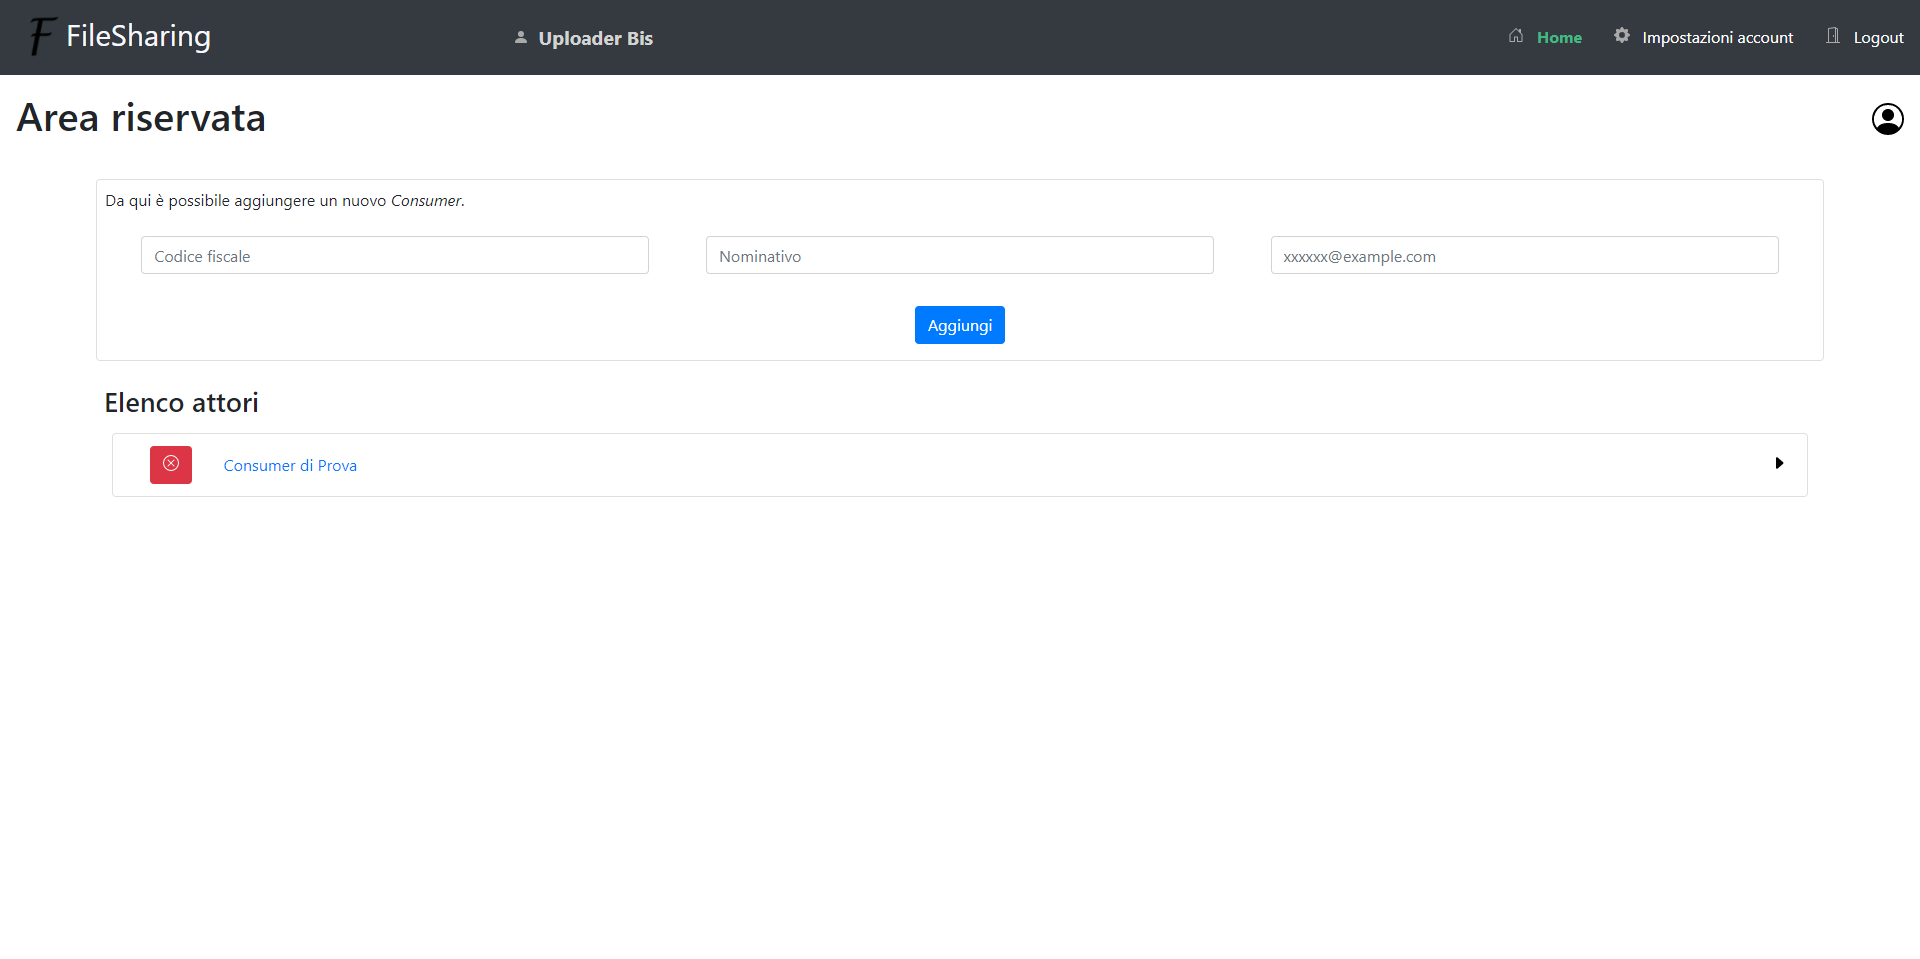 F FileSharing
Uploader Bis
Home
Impostazioni account
Logout
Area riservata
Da qui è possibile aggiungere un nuovo Consumer.
Codice fiscale
Nominativo
xxxxxx@example.com
Aggiungi
Elenco attori
Consumer di Prova